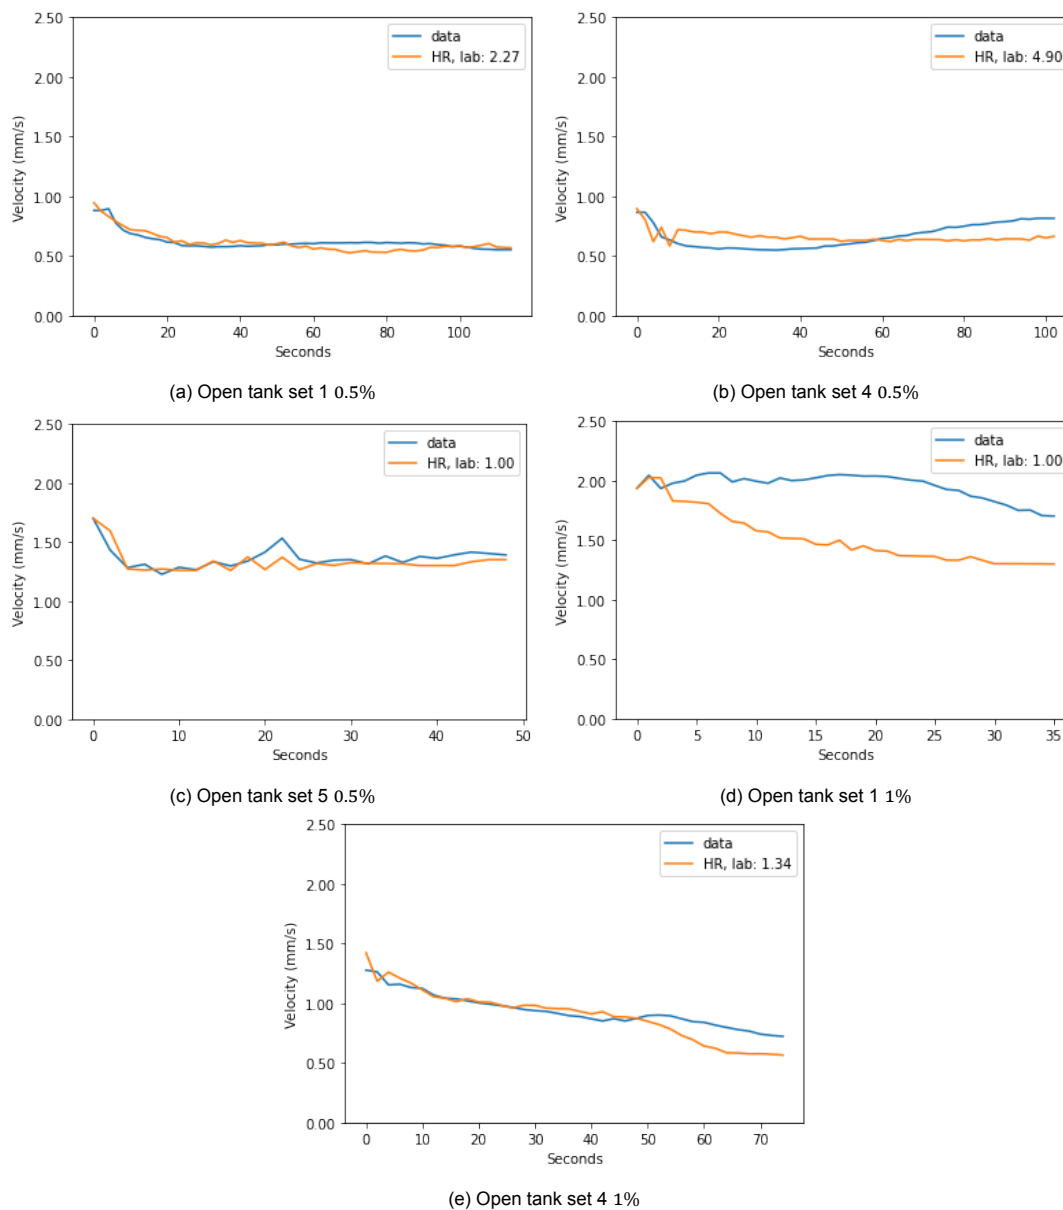 2.50
2.00
1.50
1.00
0.50
0.00
Velocity (mm/s)
data
HR, lab: 2.27
0 20 40 60 80 100
Seconds
(a) Open tank set 1 0.5%
2.50
2.00
1.50
1.00
0.50
0.00
Velocity (mm/s)
data
HR, lab: 4.90
0 20 40 60 80 100
Seconds
(b) Open tank set 4 0.5%
2.50
2.00
1.50
1.00
0.50
0.00
Velocity (mm/s)
data
HR, lab: 1.00
0 10 20 30 40 50
Seconds
(c) Open tank set 5 0.5%
2.50
2.00
1.50
1.00
0.50
0.00
Velocity (mm/s)
data
HR, lab: 1.00
0 5 10 15 20 25 30 35
Seconds
(d) Open tank set 1 1%
2.50
2.00
1.50
1.00
0.50
0.00
Velocity (mm/s)
data
HR, lab: 1.34
0 10 20 30 40 50 60 70
Seconds
(e) Open tank set 4 1%